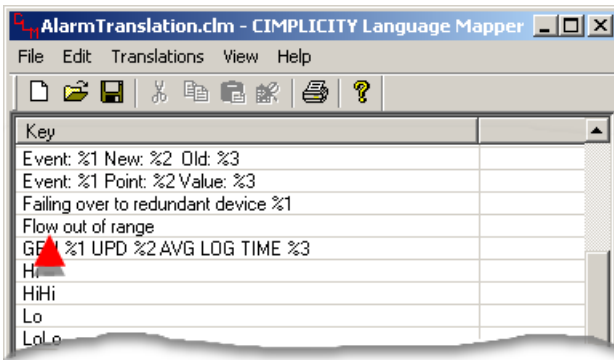 AlarmTranslation.clm - CIMPLICITY Language Mapper
File Edit Translations View Help
Key
Event: %1 New: %2 Old: %3
Event: %1 Point: %2 Value: %3
Failing over to redundant device %1
Flow out of range
%1 UPD %2 AVG LOG TIME %3
HiHi
Lo
LoLo